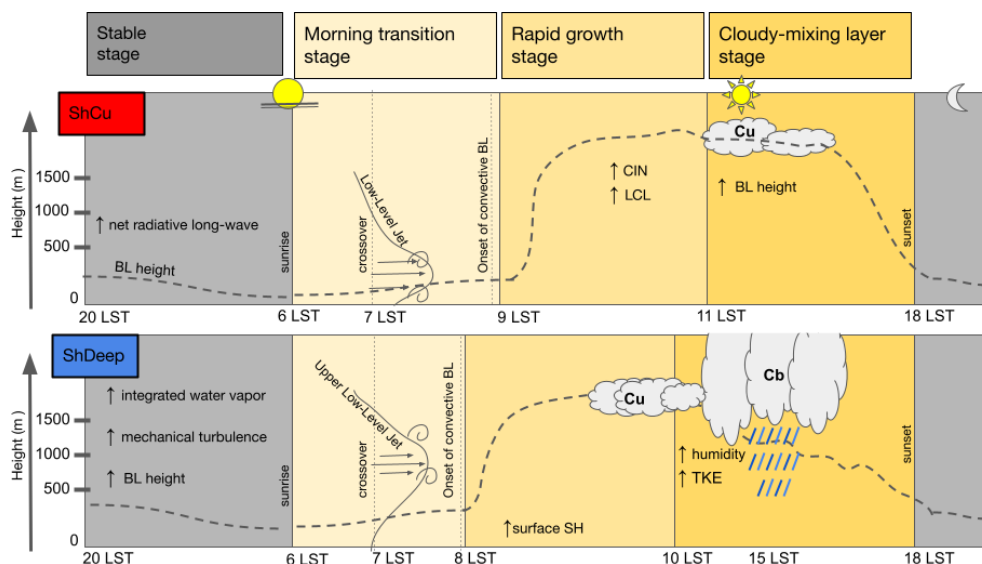 Stable
stage
Morning transition
stage
Rapid growth
stage
Cloudy-mixing layer
stage
ShCu
Height (m )
1500
1000
500
0
↑ net radiative long-wave
BL height
sunrise
Low-Level Jet
crossover
Onset of convective BL
↑ CIN
↑ LCL
Cu
↑ BL height
sunset
20 LST
6 LST
7 LST
9 LST
11 LST
18 LST
ShDeep
Height (m )
1500
1000
500
0
↑ integrated water vapor
↑ mechanical turbulence
↑ BL height
sunrise
Upper Low-Level Jet
crossover
Onset of convective BL
↑surface SH
Cu
Cb
↑ humidity
↑ TKE
sunset
20 LST
6 LST
7 LST
8 LST
10 LST
15 LST
18 LST